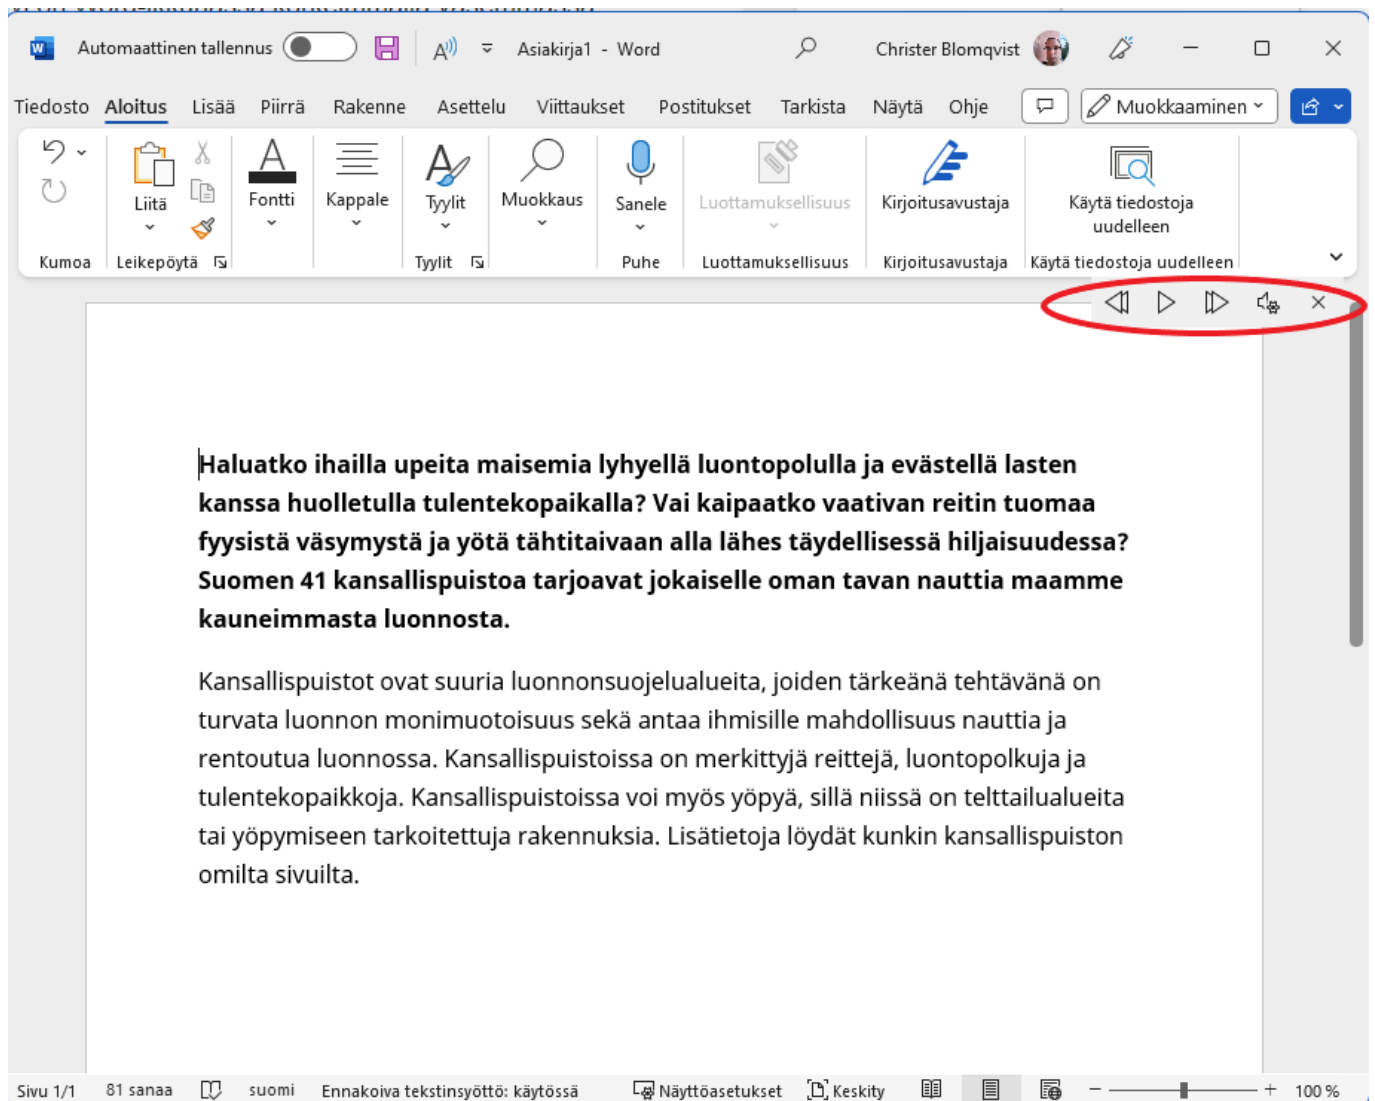 Automaattinen tallennus
Asiakirja1 - Word
Christer Blomqvist
Tiedosto Aloitus Lisää Piirrä Rakenne Asettelu Viittaukset Postitukset Tarkista Näytä Ohje Muokkaaminen
Liitä
Fontti
Kappale
Tyylit
Muokkaus
Sanele
Luottamuksellisuus
Kirjoitusavustaja
Käytä tiedostoja
uudelleen
Kumoa Leikepöytä Tyylit Puhe Luottamuksellisuus Kirjoitusavustaja Käytä tiedostoja uudelleen
Haluatko ihailla upeita maisemia lyhyellä luontopolulla ja evästellä lasten
kanssa huolletulla tulentekopaikalla? Vai kaipaatko vaativan reitin tuomaa
fyysistä väsymystä ja yötä tähtitaivaan alla lähes täydellisessä hiljaisuudessa?
Suomen 41 kansallispuistoa tarjoavat jokaiselle oman tavan nauttia maamme
kauneimmasta luonnosta.
Kansallispuistot ovat suuria luonnonsuojelualueita, joiden tärkeänä tehtävänä on
turvata luonnon monimuotoisuus sekä antaa ihmisille mahdollisuus nauttia ja
rentoutua luonnossa. Kansallispuistoissa on merkittyjä reittejä, luontopolkuja ja
tulentekopaikkoja. Kansallispuistoissa voi myös yöpyä, sillä niissä on telttailualueita
tai yöpymiseen tarkoitettuja rakennuksia. Lisätietoja löydät kunkin kansallispuiston
omilta sivuilta.
Sivu 1/1 81 sanaa suomi Ennakoiva tekstinsyöttö: käytössä Näyttöasetukset Keskity 100 %